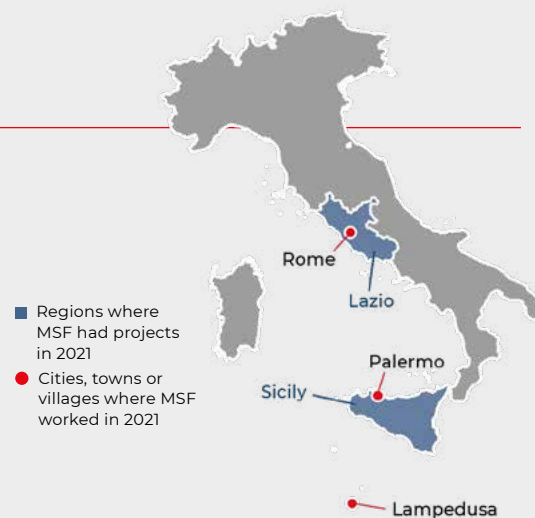 Rome
Lazio
Regions where
MSF had projects
in 2021
Cities, towns or
villages where MSF
worked in 2021
Palermo
Sicily
Lampedusa